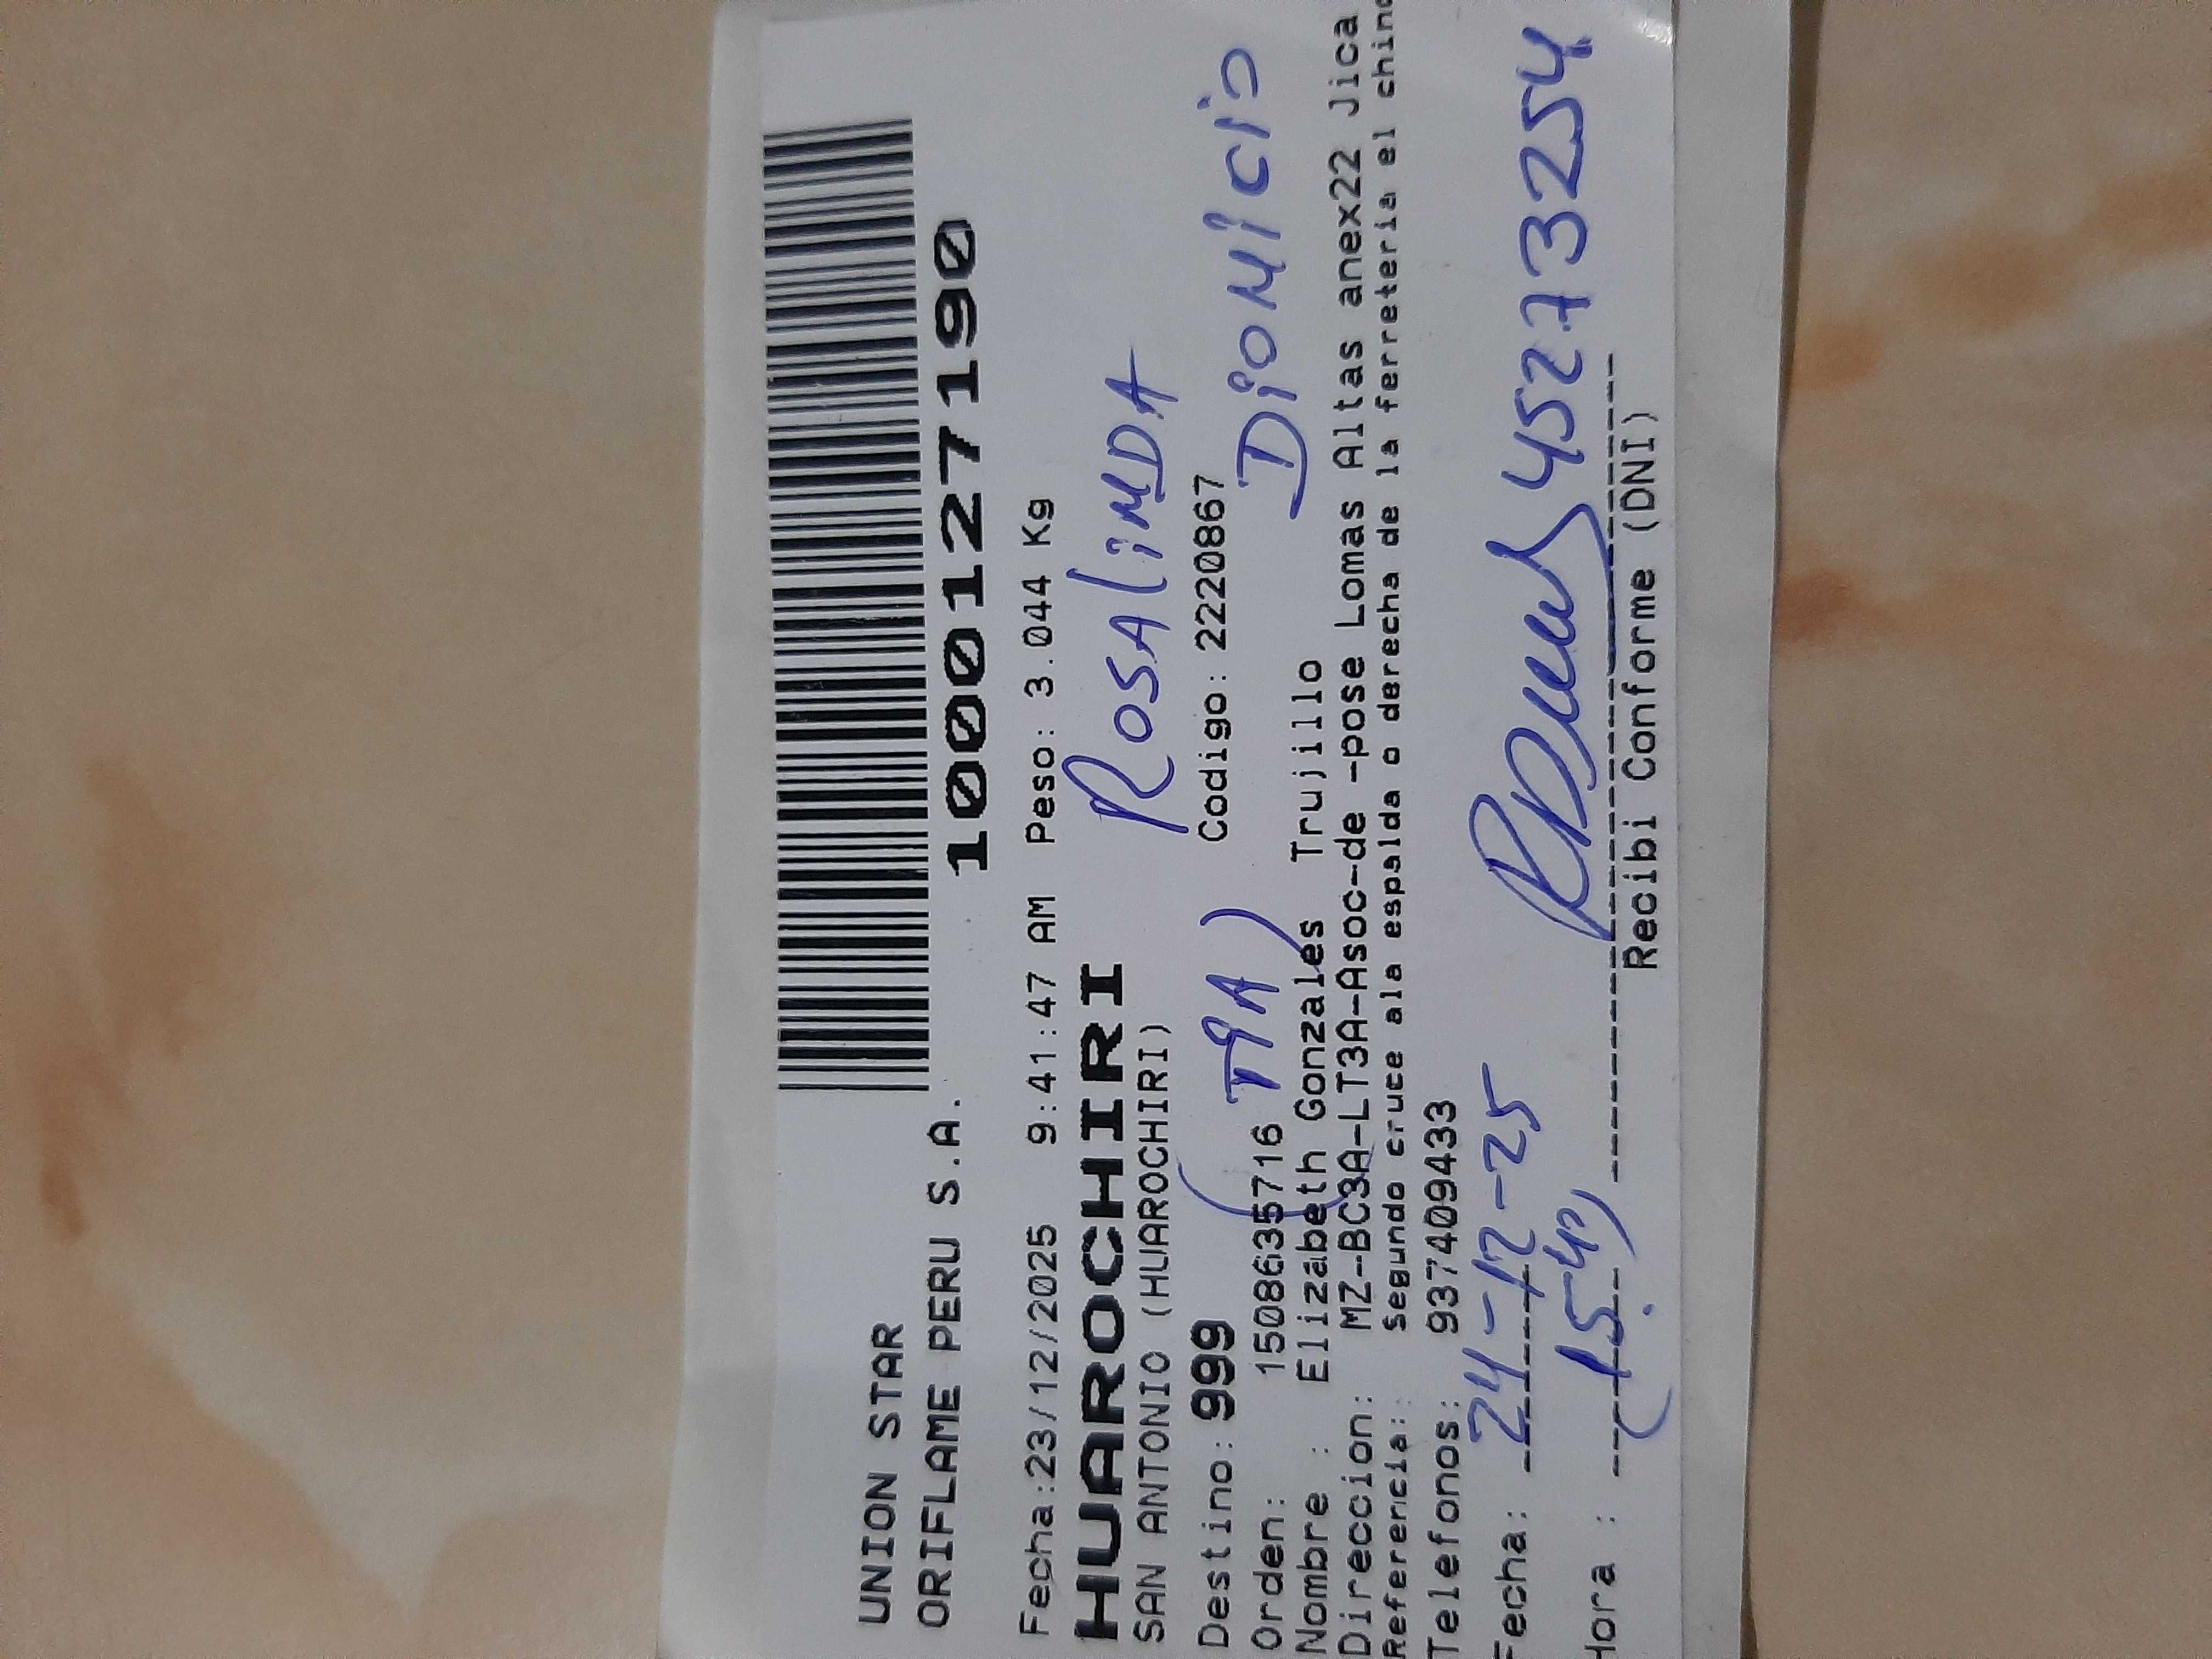 UNION STAR
ORIFLAME PERU S.A.
1000127190
Fecha:23/12/2025 9:41:47 AM Peso: 3.044 Kg
HUAROCHIRI
SAN ANTONIO (HUAROCHIRI)
ROSALINDA
Destino: 999 (TIA) Codigo: 2220867
DIONICIO
Orden: 1508635716
Nombre : Elizabeth Gonzales Trujillo
Direccion: MZ-BC3A-LT3A-Asoc-de -pose Lomas Altas anex22 Jica
Referencia: Segundo cruce ala espalda o derecha de la ferreteria el chino
Telefonos: 937409433
Fecha: 24-12-25
45273254
Hora : (15:40)
Recibi Conforme (DNI)